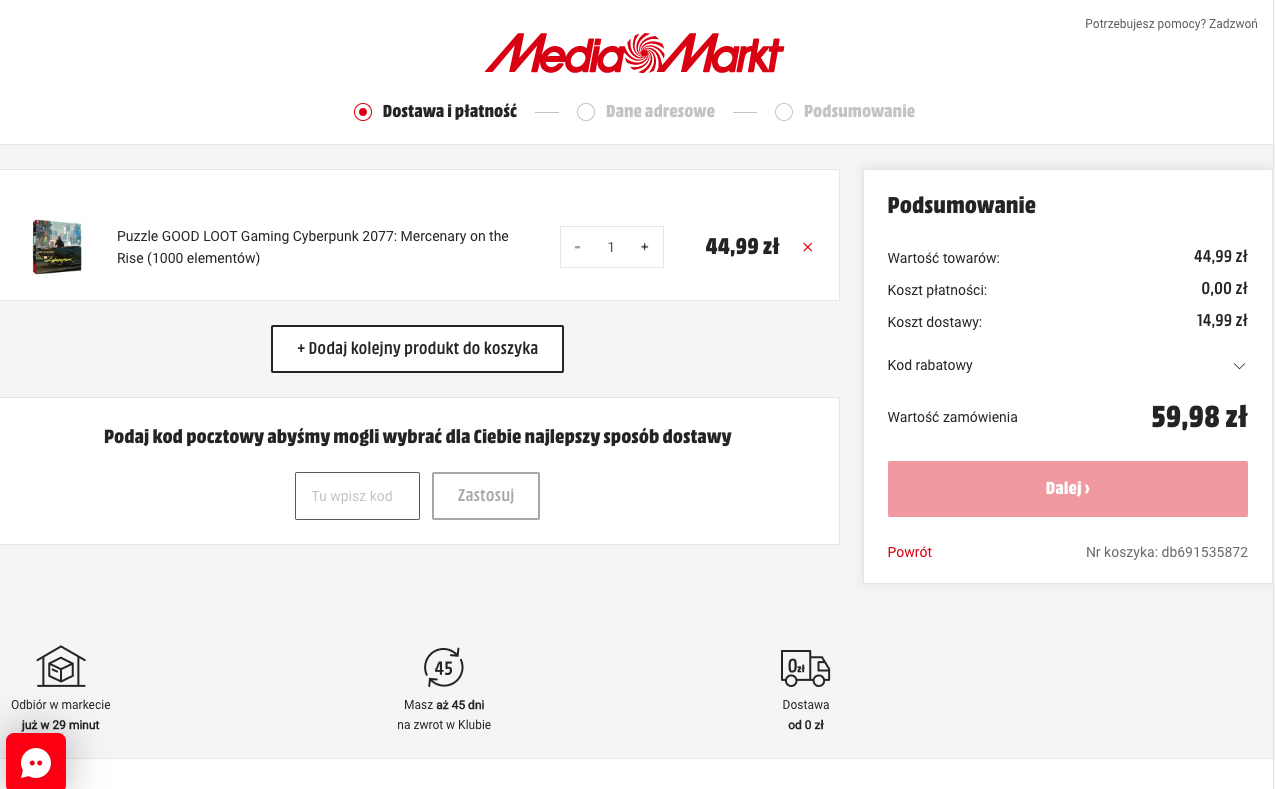 Potrzebujesz pomocy? Zadzwoń
Media Markt
Dostawa i płatność
Dane adresowe
Podsumowanie
Puzzle GOOD LOOT Gaming Cyberpunk 2077: Mercenary on the
Rise (1000 elementów)
- 1 +
44,99 zł
+ Dodaj kolejny produkt do koszyka
Podaj kod pocztowy abyśmy mogli wybrać dla Ciebie najlepszy sposób dostawy
Tu wpisz kod
Zastosuj
Podsumowanie
Wartość towarów: 44,99 zł
Koszt płatności: 0,00 zł
Koszt dostawy: 14,99 zł
Kod rabatowy
Wartość zamówienia 59,98 zł
Dalej ›
Powrót
Nr koszyka: db691535872
Odbiór w markecie
już w 29 minut
45
Masz aż 45 dni
na zwrot w Klubie
0zł
Dostawa
od 0 zł